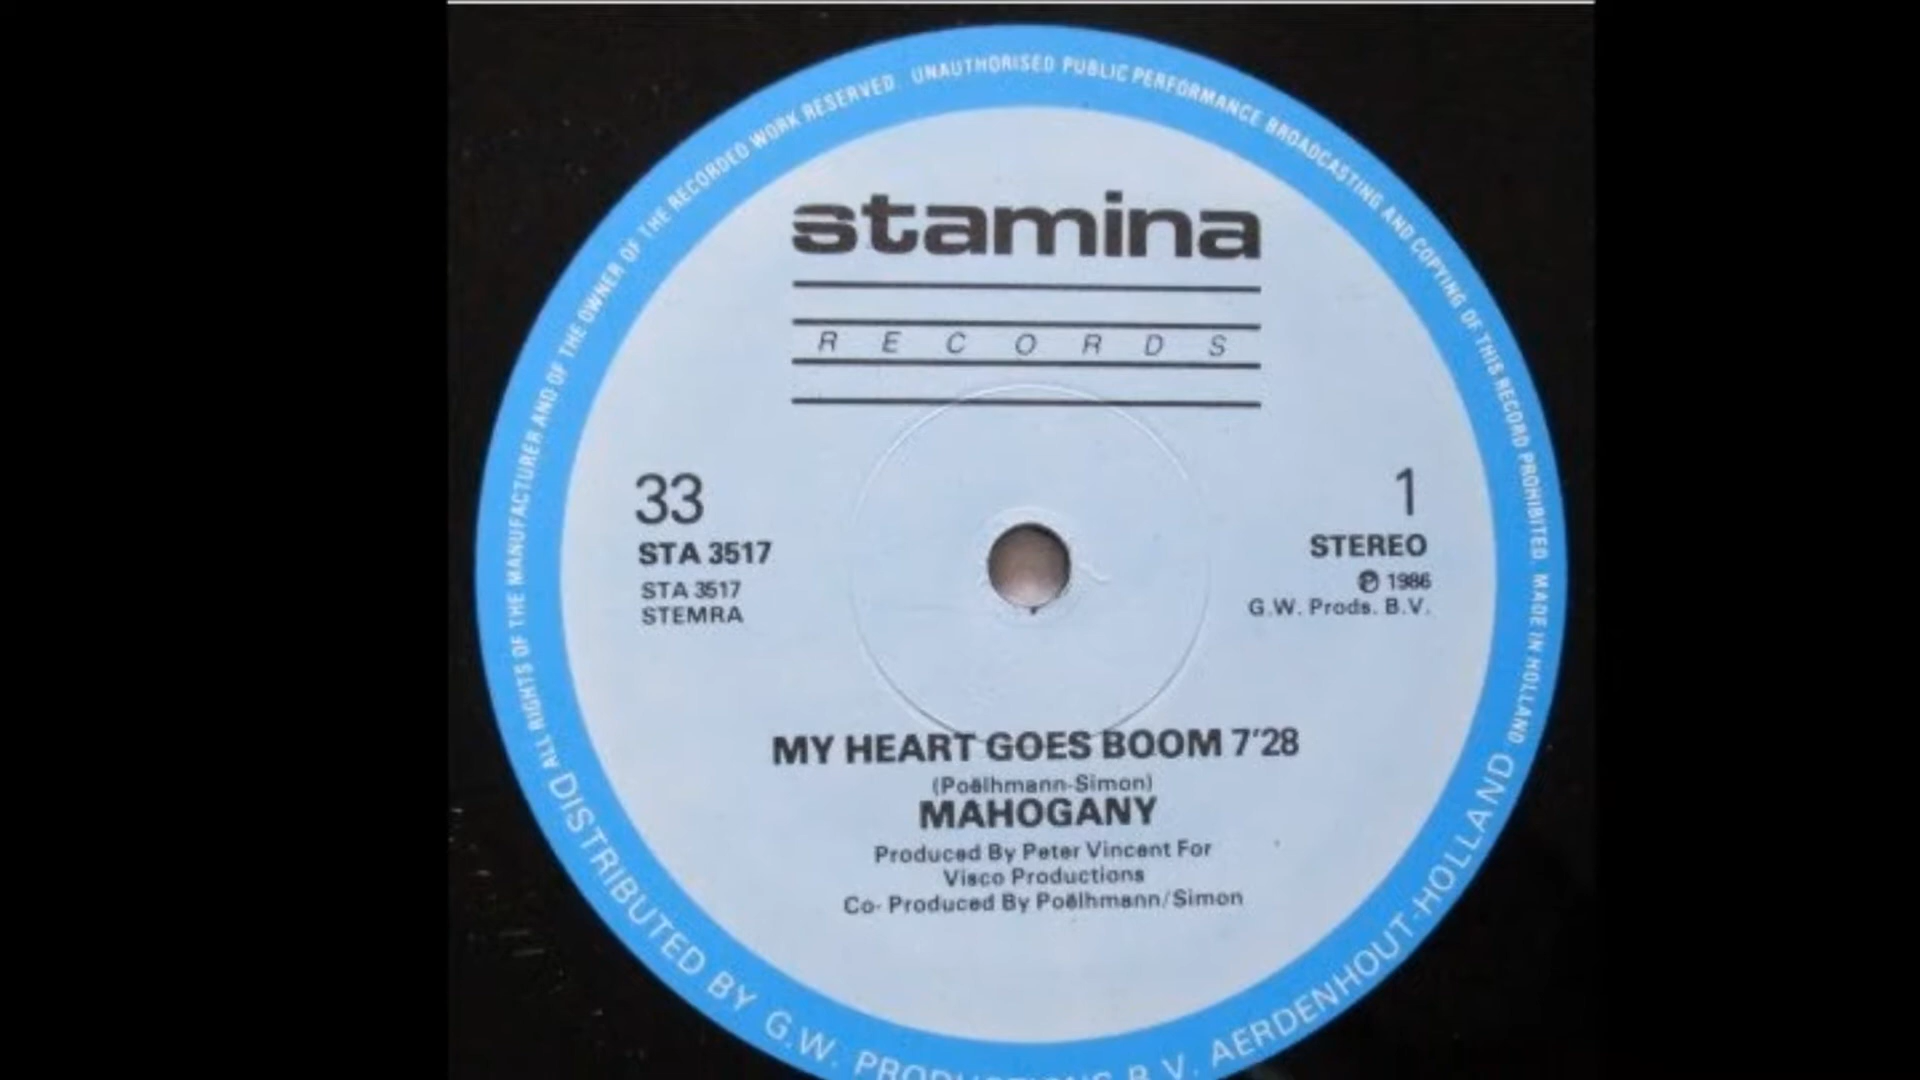 ALL RIGHTS OF THE MANUFACTURER AND OF THE OWNER OF THE RECORDED WORK RESERVED. UNAUTHORISED PUBLIC PERFORMANCE BROADCASTING AND COPYING OF THIS RECORD PROHIBITED. MADE IN HOLLAND
stamina
RECORDS
33
1
STA 3517
STEREO
STA 3517
℗ 1986
STEMRA
G.W. Prods. B.V.
MY HEART GOES BOOM 7'28
(Poëlhmann-Simon)
MAHOGANY
Produced By Peter Vincent For
Visco Productions
Co- Produced By Poëlhmann/Simon
DISTRIBUTED BY G.W. PRODUCTIONS B.V. AERDENHOUT-HOLLAND